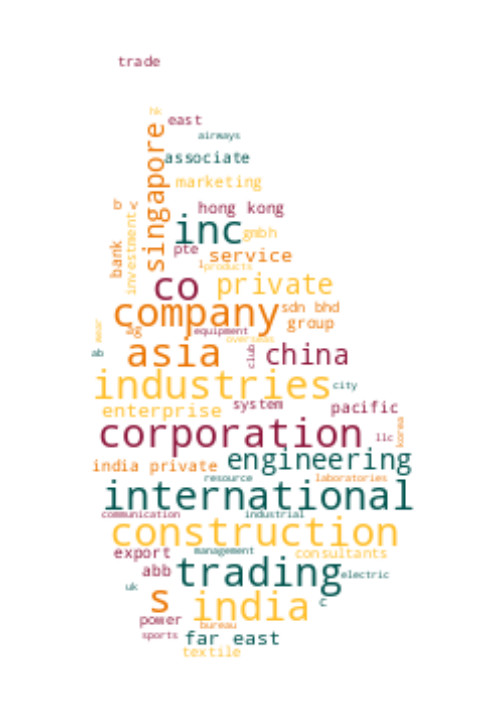 trade
hk
east
airways
singapore
associate
marketing
hong kong
inc
gmbh
bank
investment
pte
service
products
co
private
company
sdn bhd
group
equipment
overseas
asia
ab
club
china
industries
city
enterprise
system
pacific
corporation
llc
korea
india private
engineering
resource
laboratories
international
communication
industrial
construction
export
management
consultants
abb
trading
electric
uk
s
india
c
power
bureau
sports
far east
textile